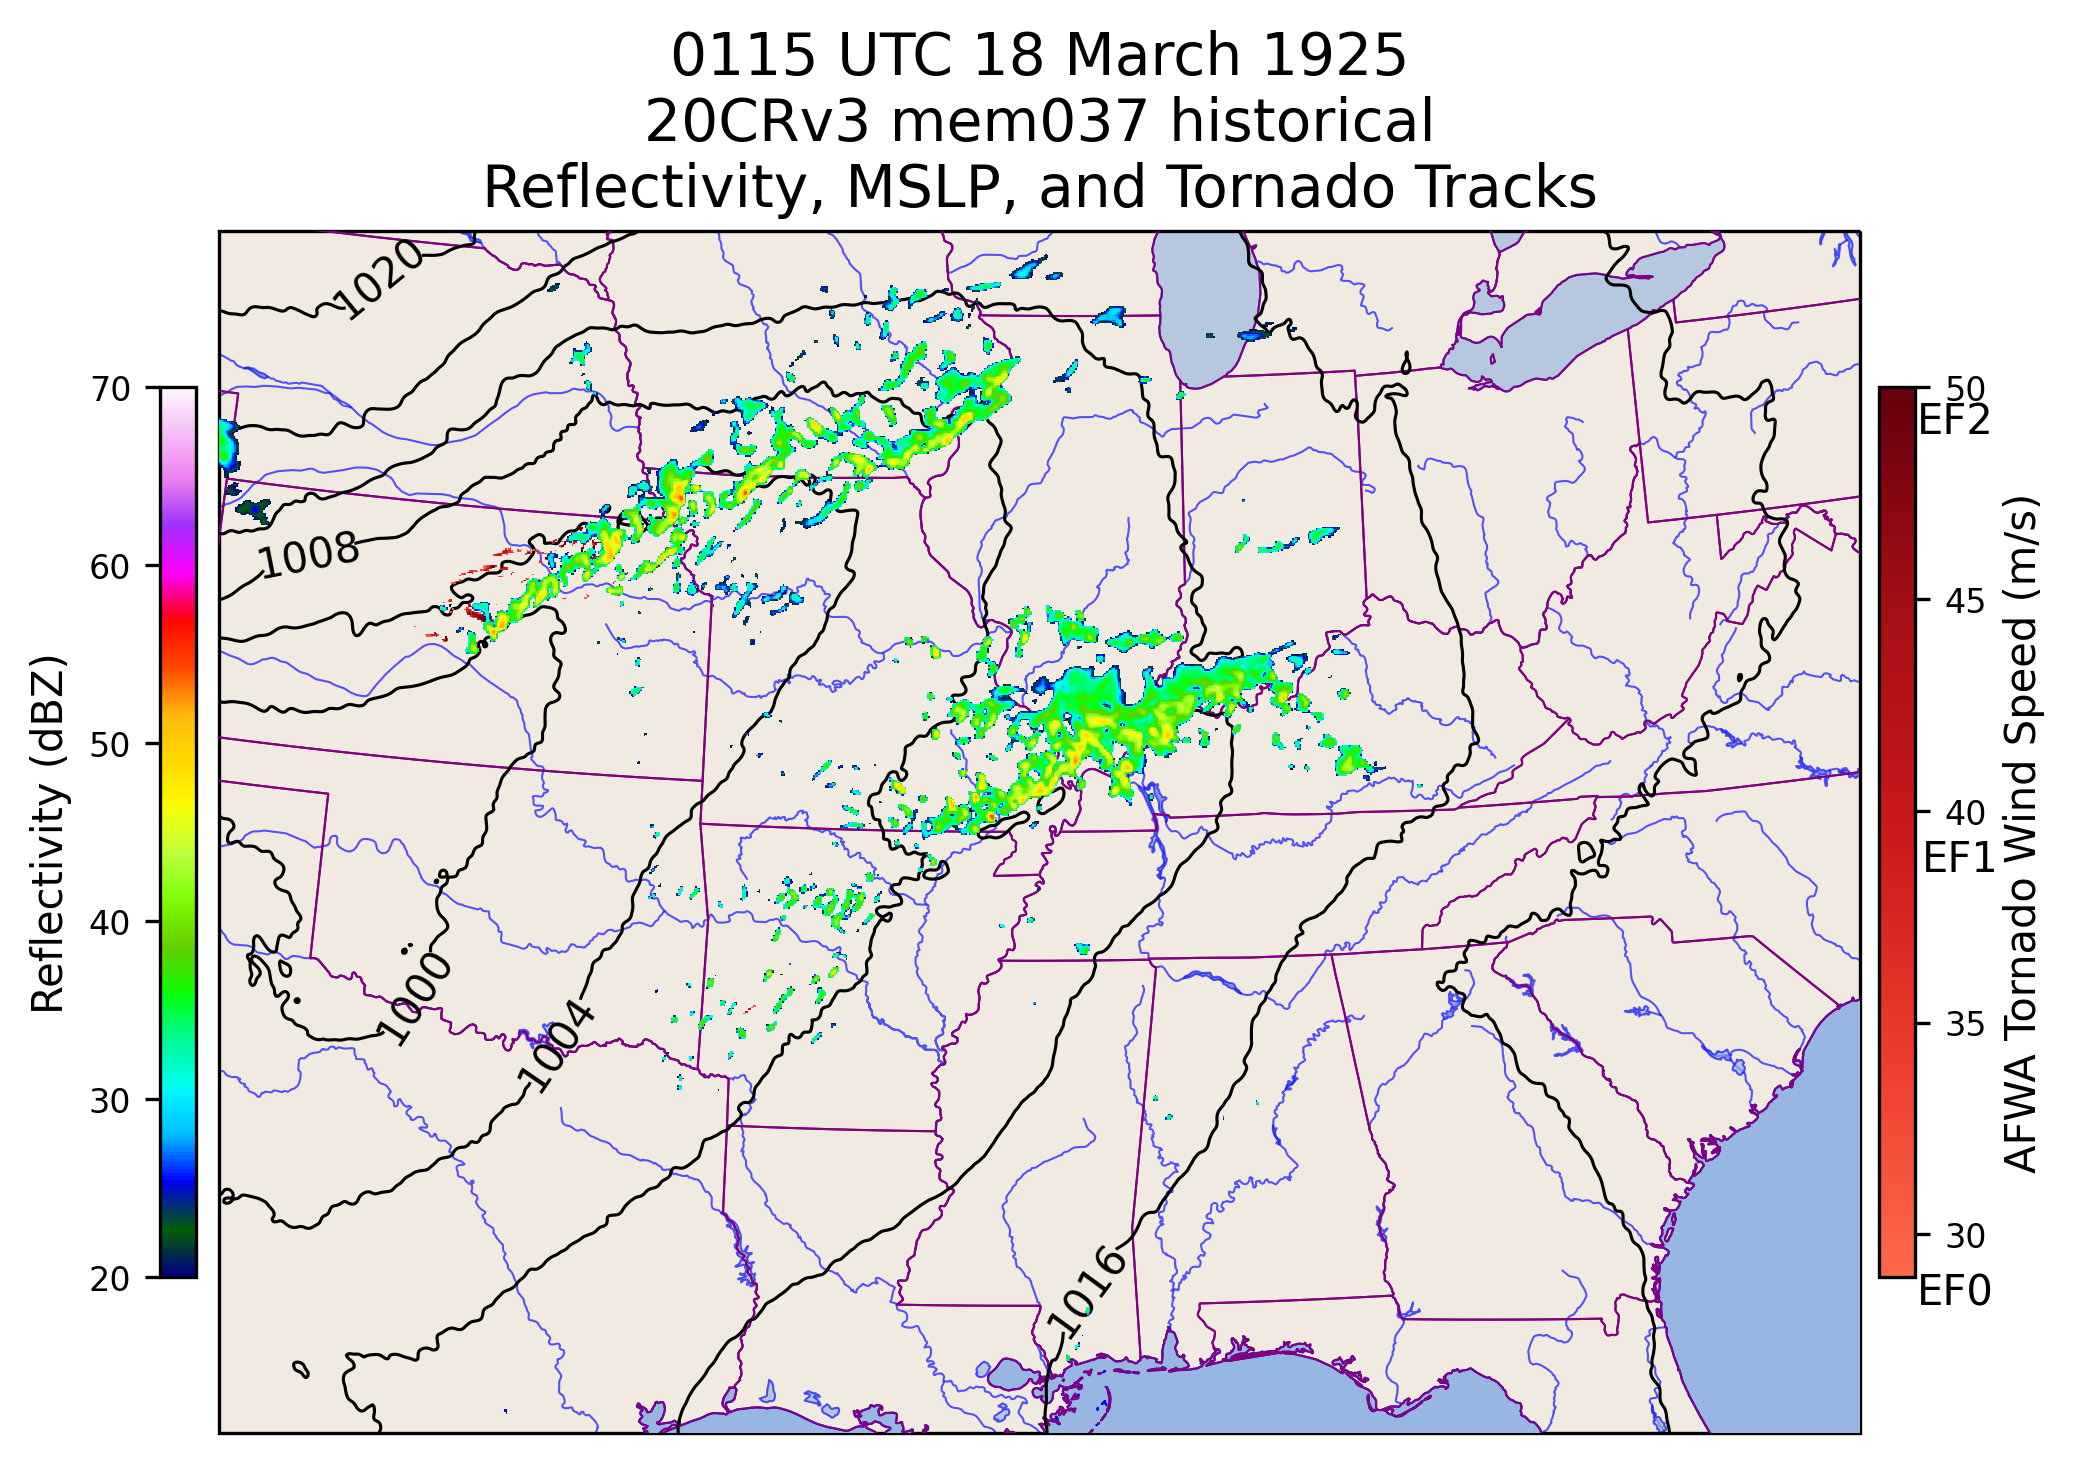 0115 UTC 18 March 1925
20CRv3 mem037 historical
Reflectivity, MSLP, and Tornado Tracks
1020
1008
1000
1004
1016
70
60
50
40
30
20
Reflectivity (dBZ)
50
EF2
45
40
EF1
35
30
EF0
AFWA Tornado Wind Speed (m/s)